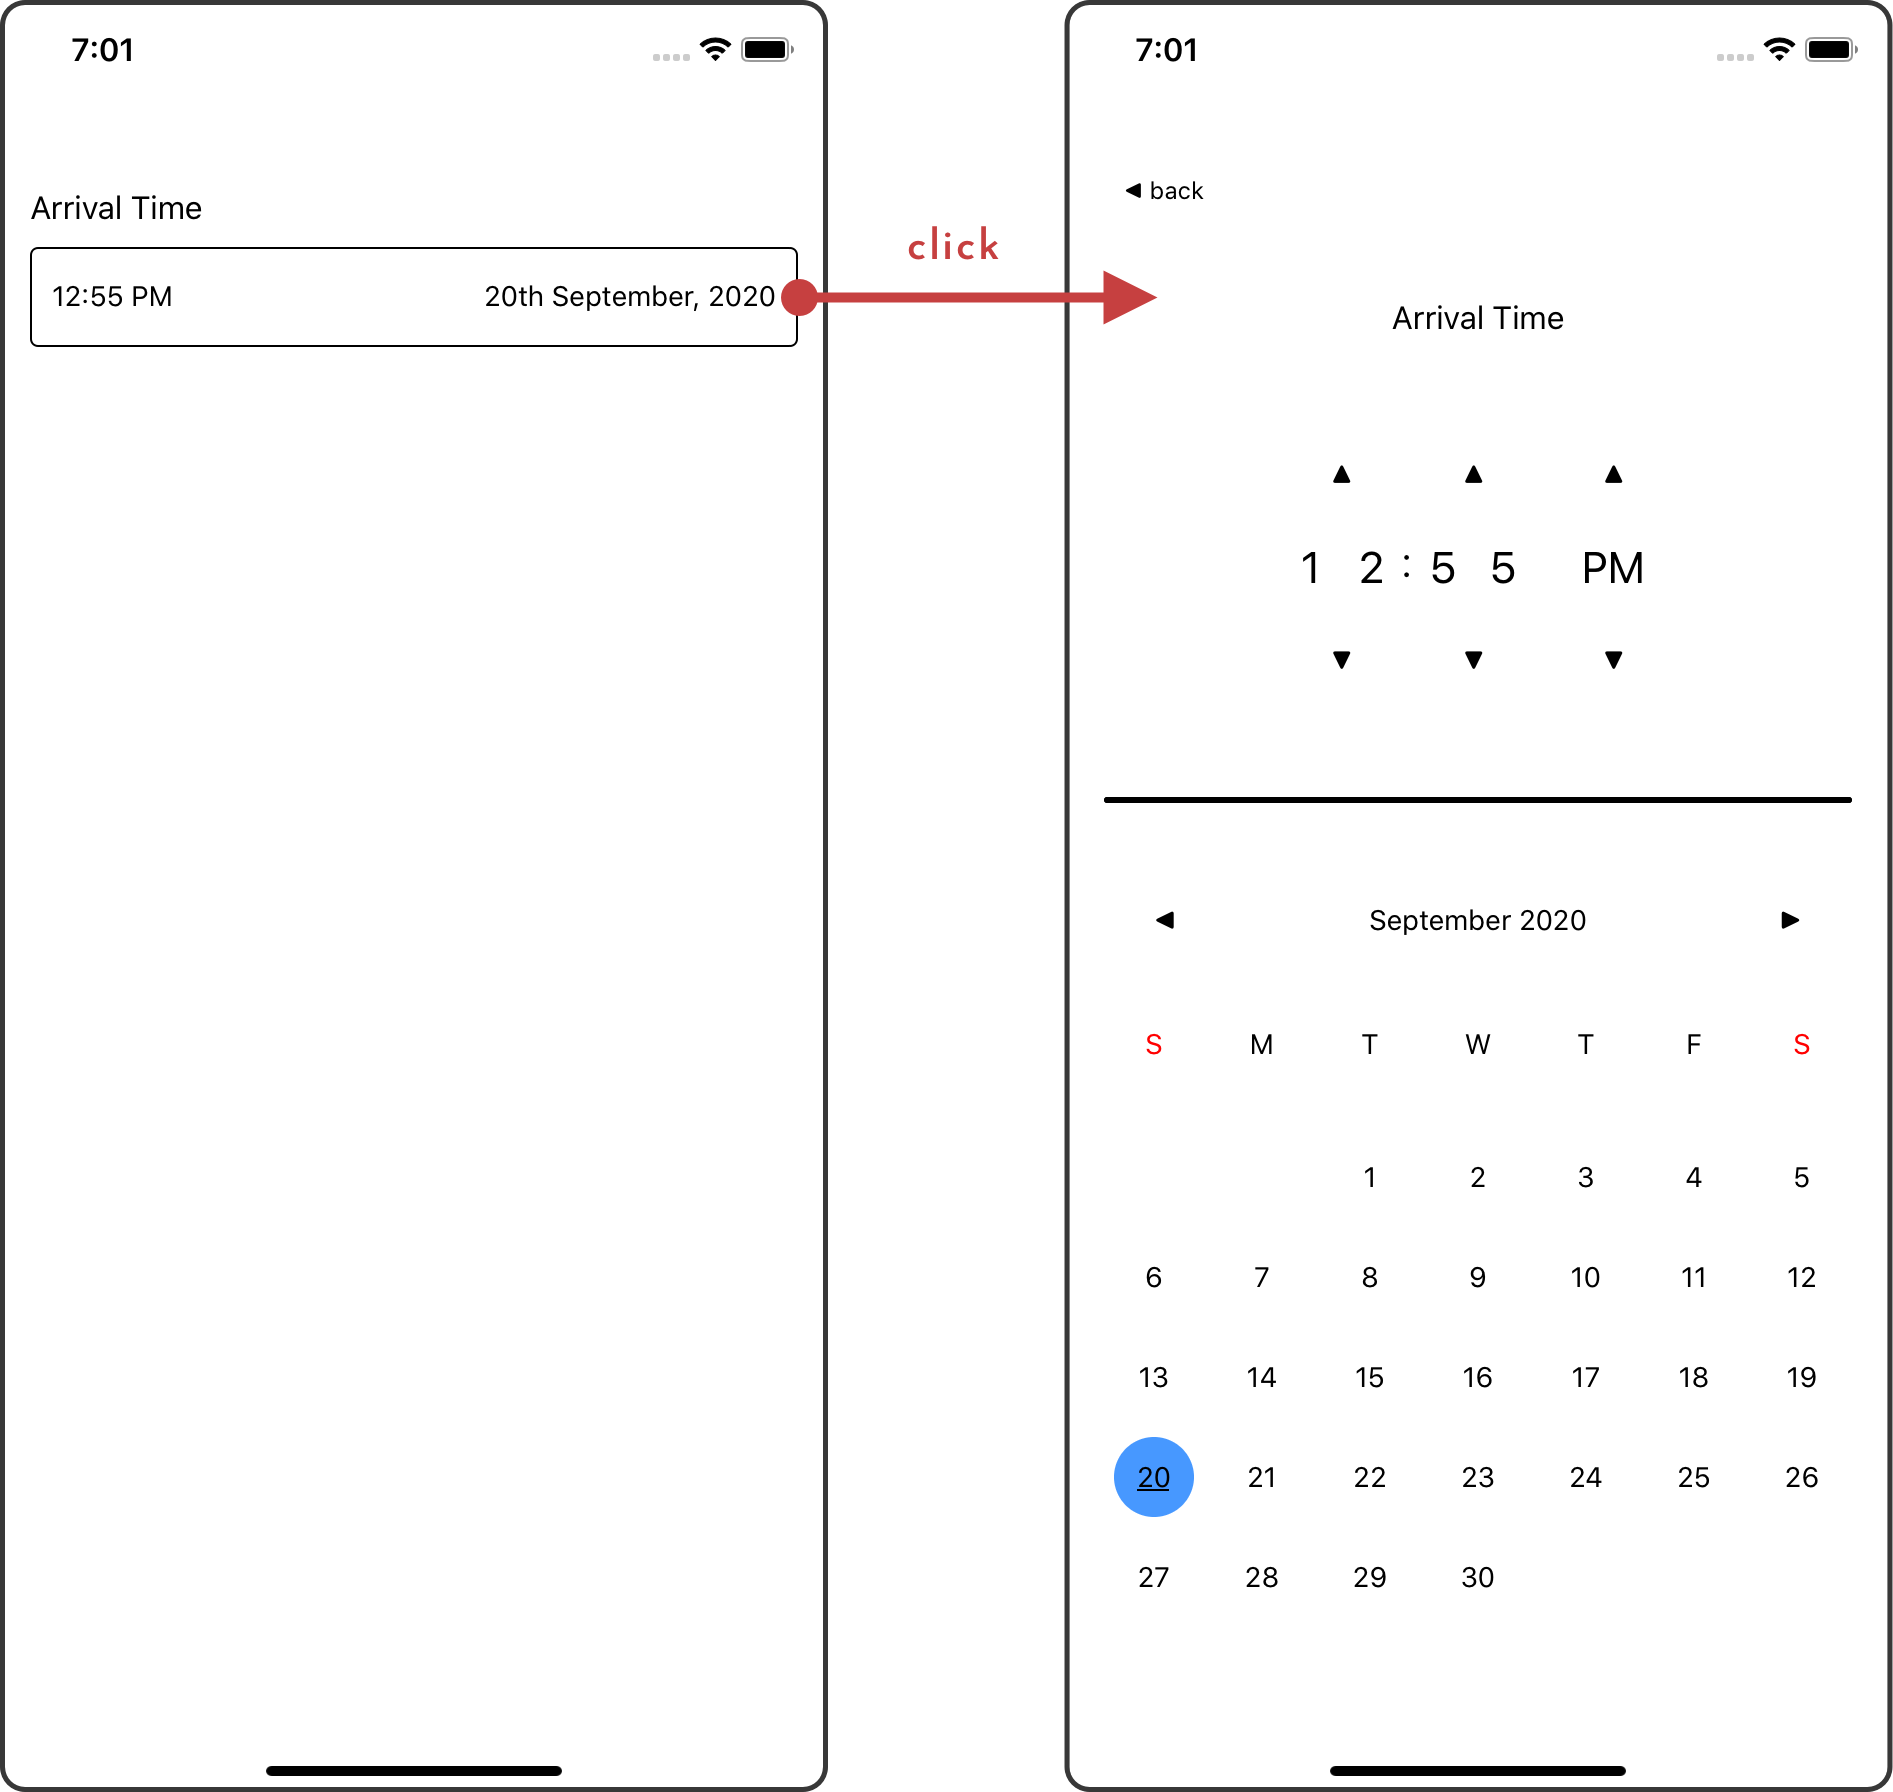 7:01
Arrival Time
12:55 PM 20th September, 2020
click
7:01
◀ back
Arrival Time
▲ ▲ ▲
1 2 : 5 5 PM
▼ ▼ ▼
◀ September 2020 ▶
S M T W T F S
1 2 3 4 5
6 7 8 9 10 11 12
13 14 15 16 17 18 19
20 21 22 23 24 25 26
27 28 29 30